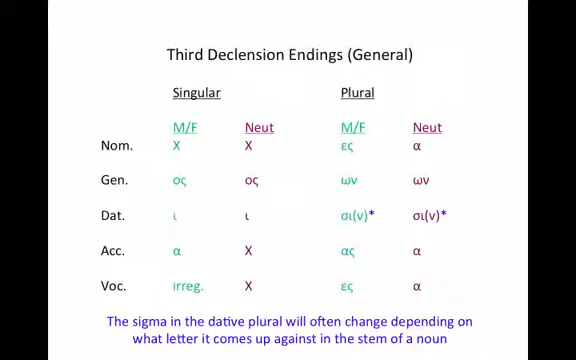 Third Declension Endings (General)
Singular Plural
M/F Neut M/F Neut
Nom. X X ες α
Gen. ος ος ων ων
Dat. ι ι σι(ν)* σι(ν)*
Acc. α X ας α
Voc. irreg. X ες α
The sigma in the dative plural will often change depending on
what letter it comes up against in the stem of a noun